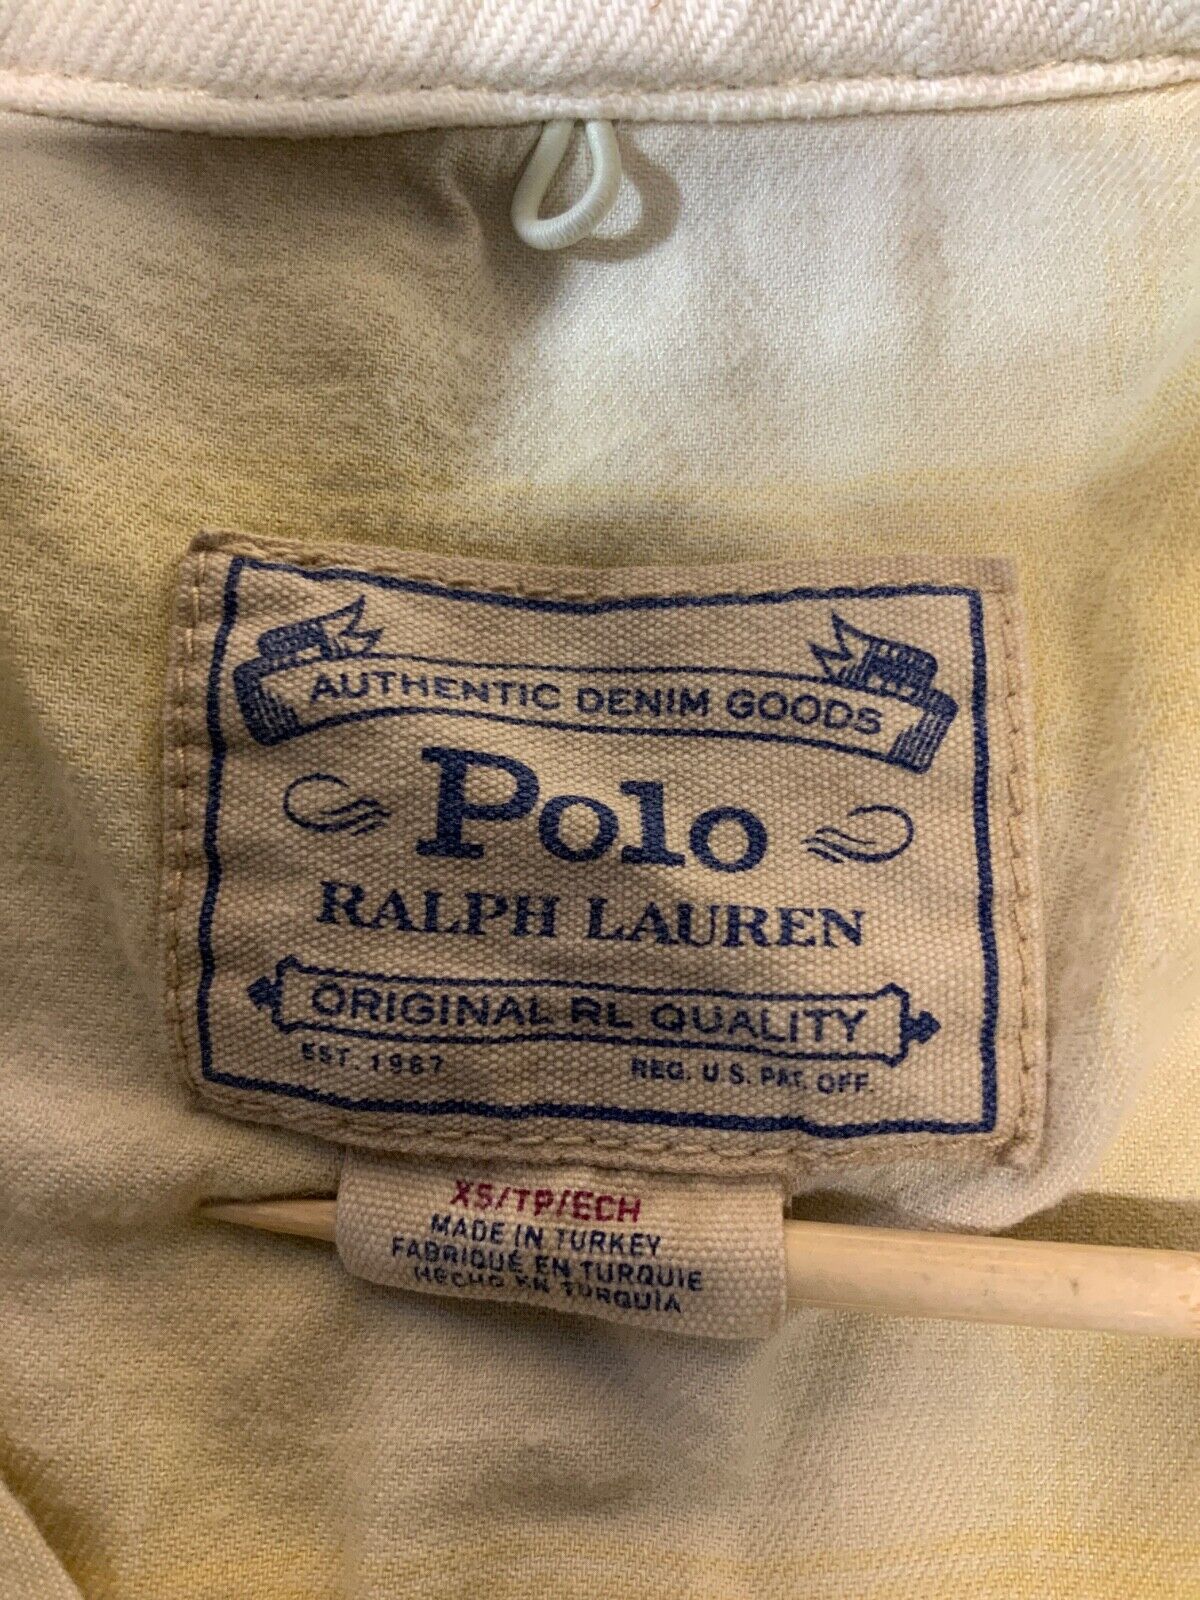 AUTHENTIC DENIM GOODS
Polo
RALPH LAUREN
ORIGINAL RL QUALITY
EST. 1967 REG. U.S. PAT. OFF.
XS/TP/ECH
MADE IN TURKEY
FABRIQUÉ EN TURQUIE
HECHO EN TURQUÍA